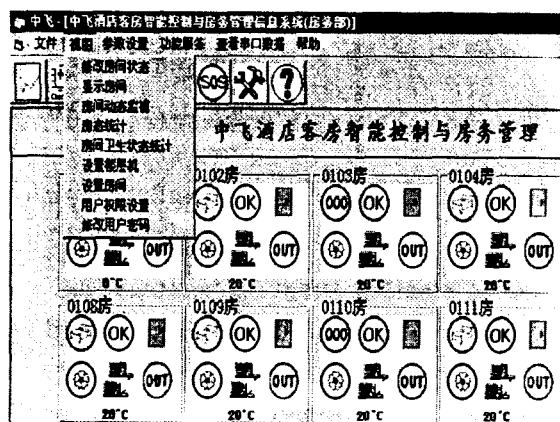 中飞 - [中飞酒店客房智能控制与房务管理信息系统(房务部)]
文件 视图 参数设置 功能服务 查看串口数据 帮助
修改房间状态
显示房间
房间动态监视
房态统计
房间卫生状态统计
设置楼层机
设置房间
用户权限设置
修改用户密码
SOS ?
中飞酒店客房智能控制与房务管理
0102房 0103房 0104房
OK 000 OK
OUT OUT OUT OUT
0°C 20°C 20°C 20°C
0108房 0109房 0110房 0111房
OK OK 000 OK
OUT OUT OUT OUT
20°C 20°C 20°C 20°C